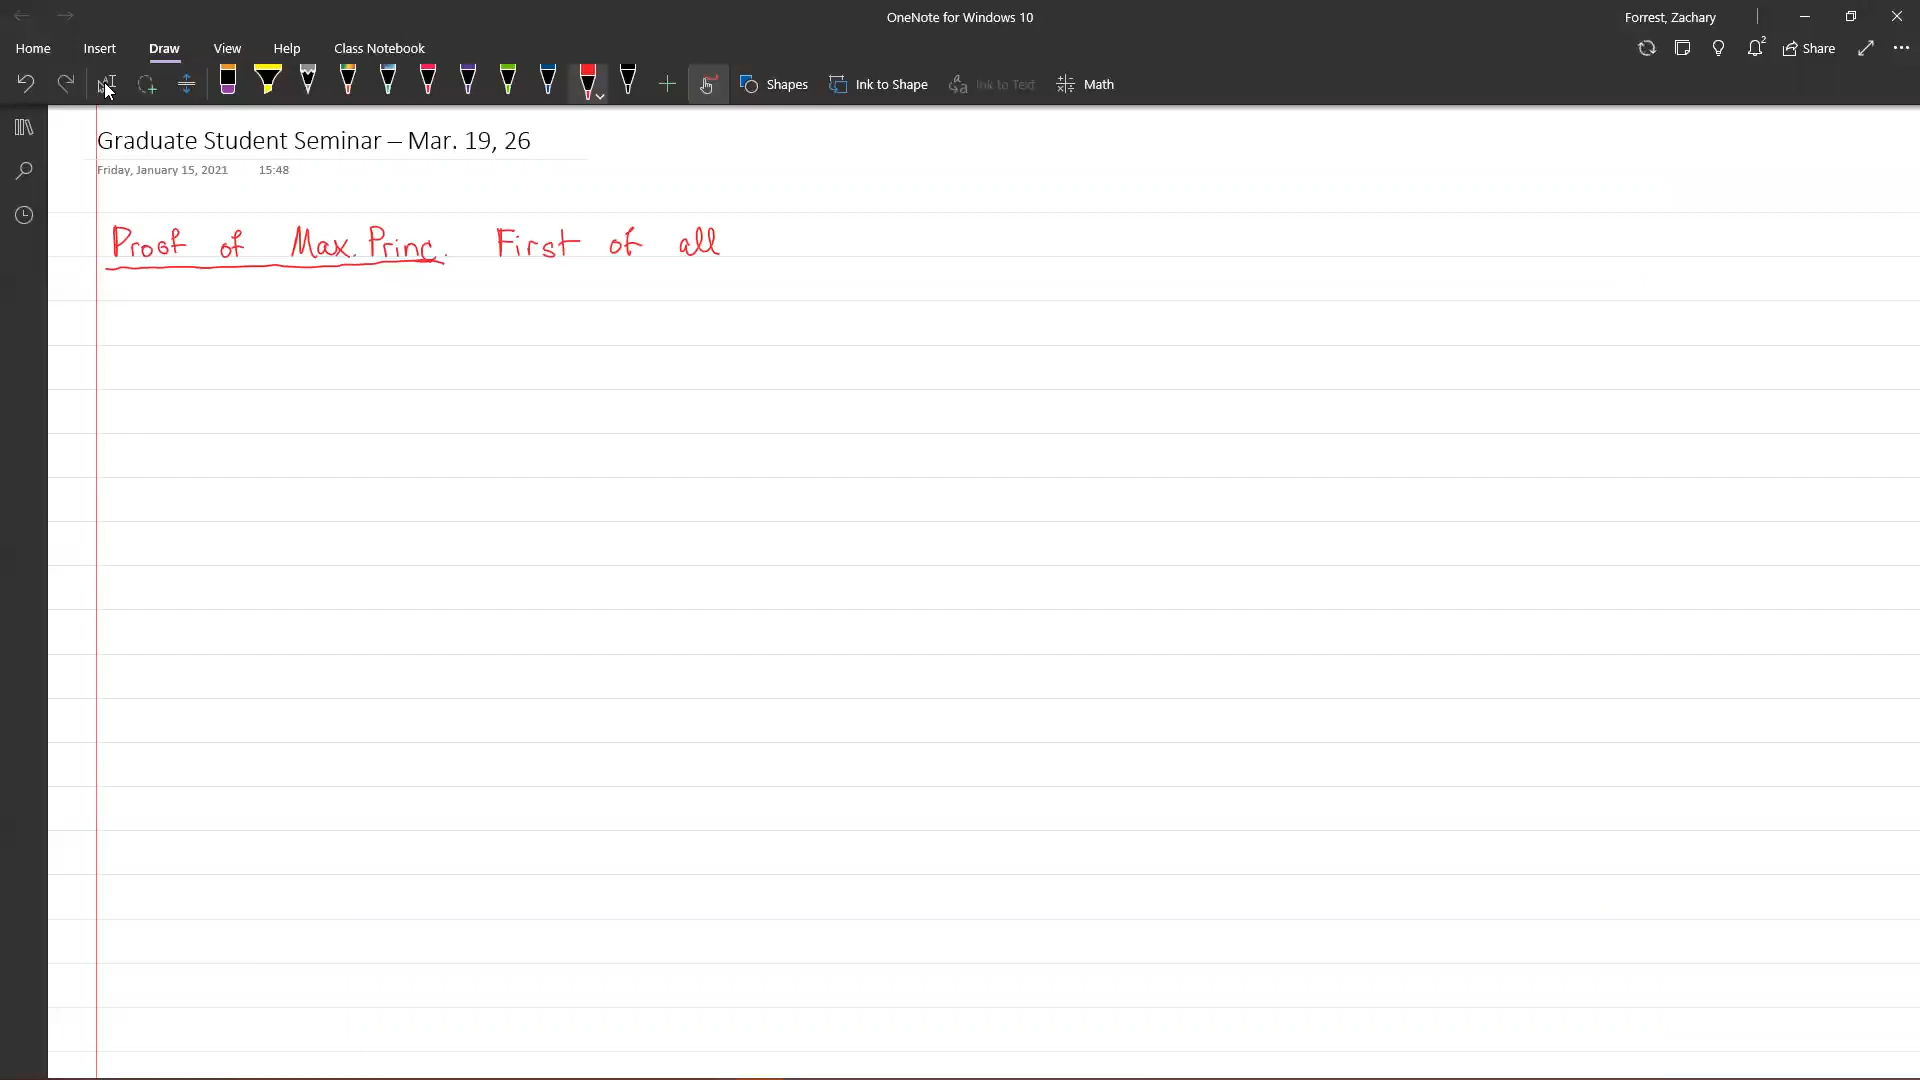 OneNote for Windows 10
Forrest, Zachary
Home Insert Draw View Help Class Notebook
2 Share
Shapes Ink to Shape Ink to Text Math
Graduate Student Seminar – Mar. 19, 26
Friday, January 15, 2021 15:48
Proof of Max. Princ. First of all